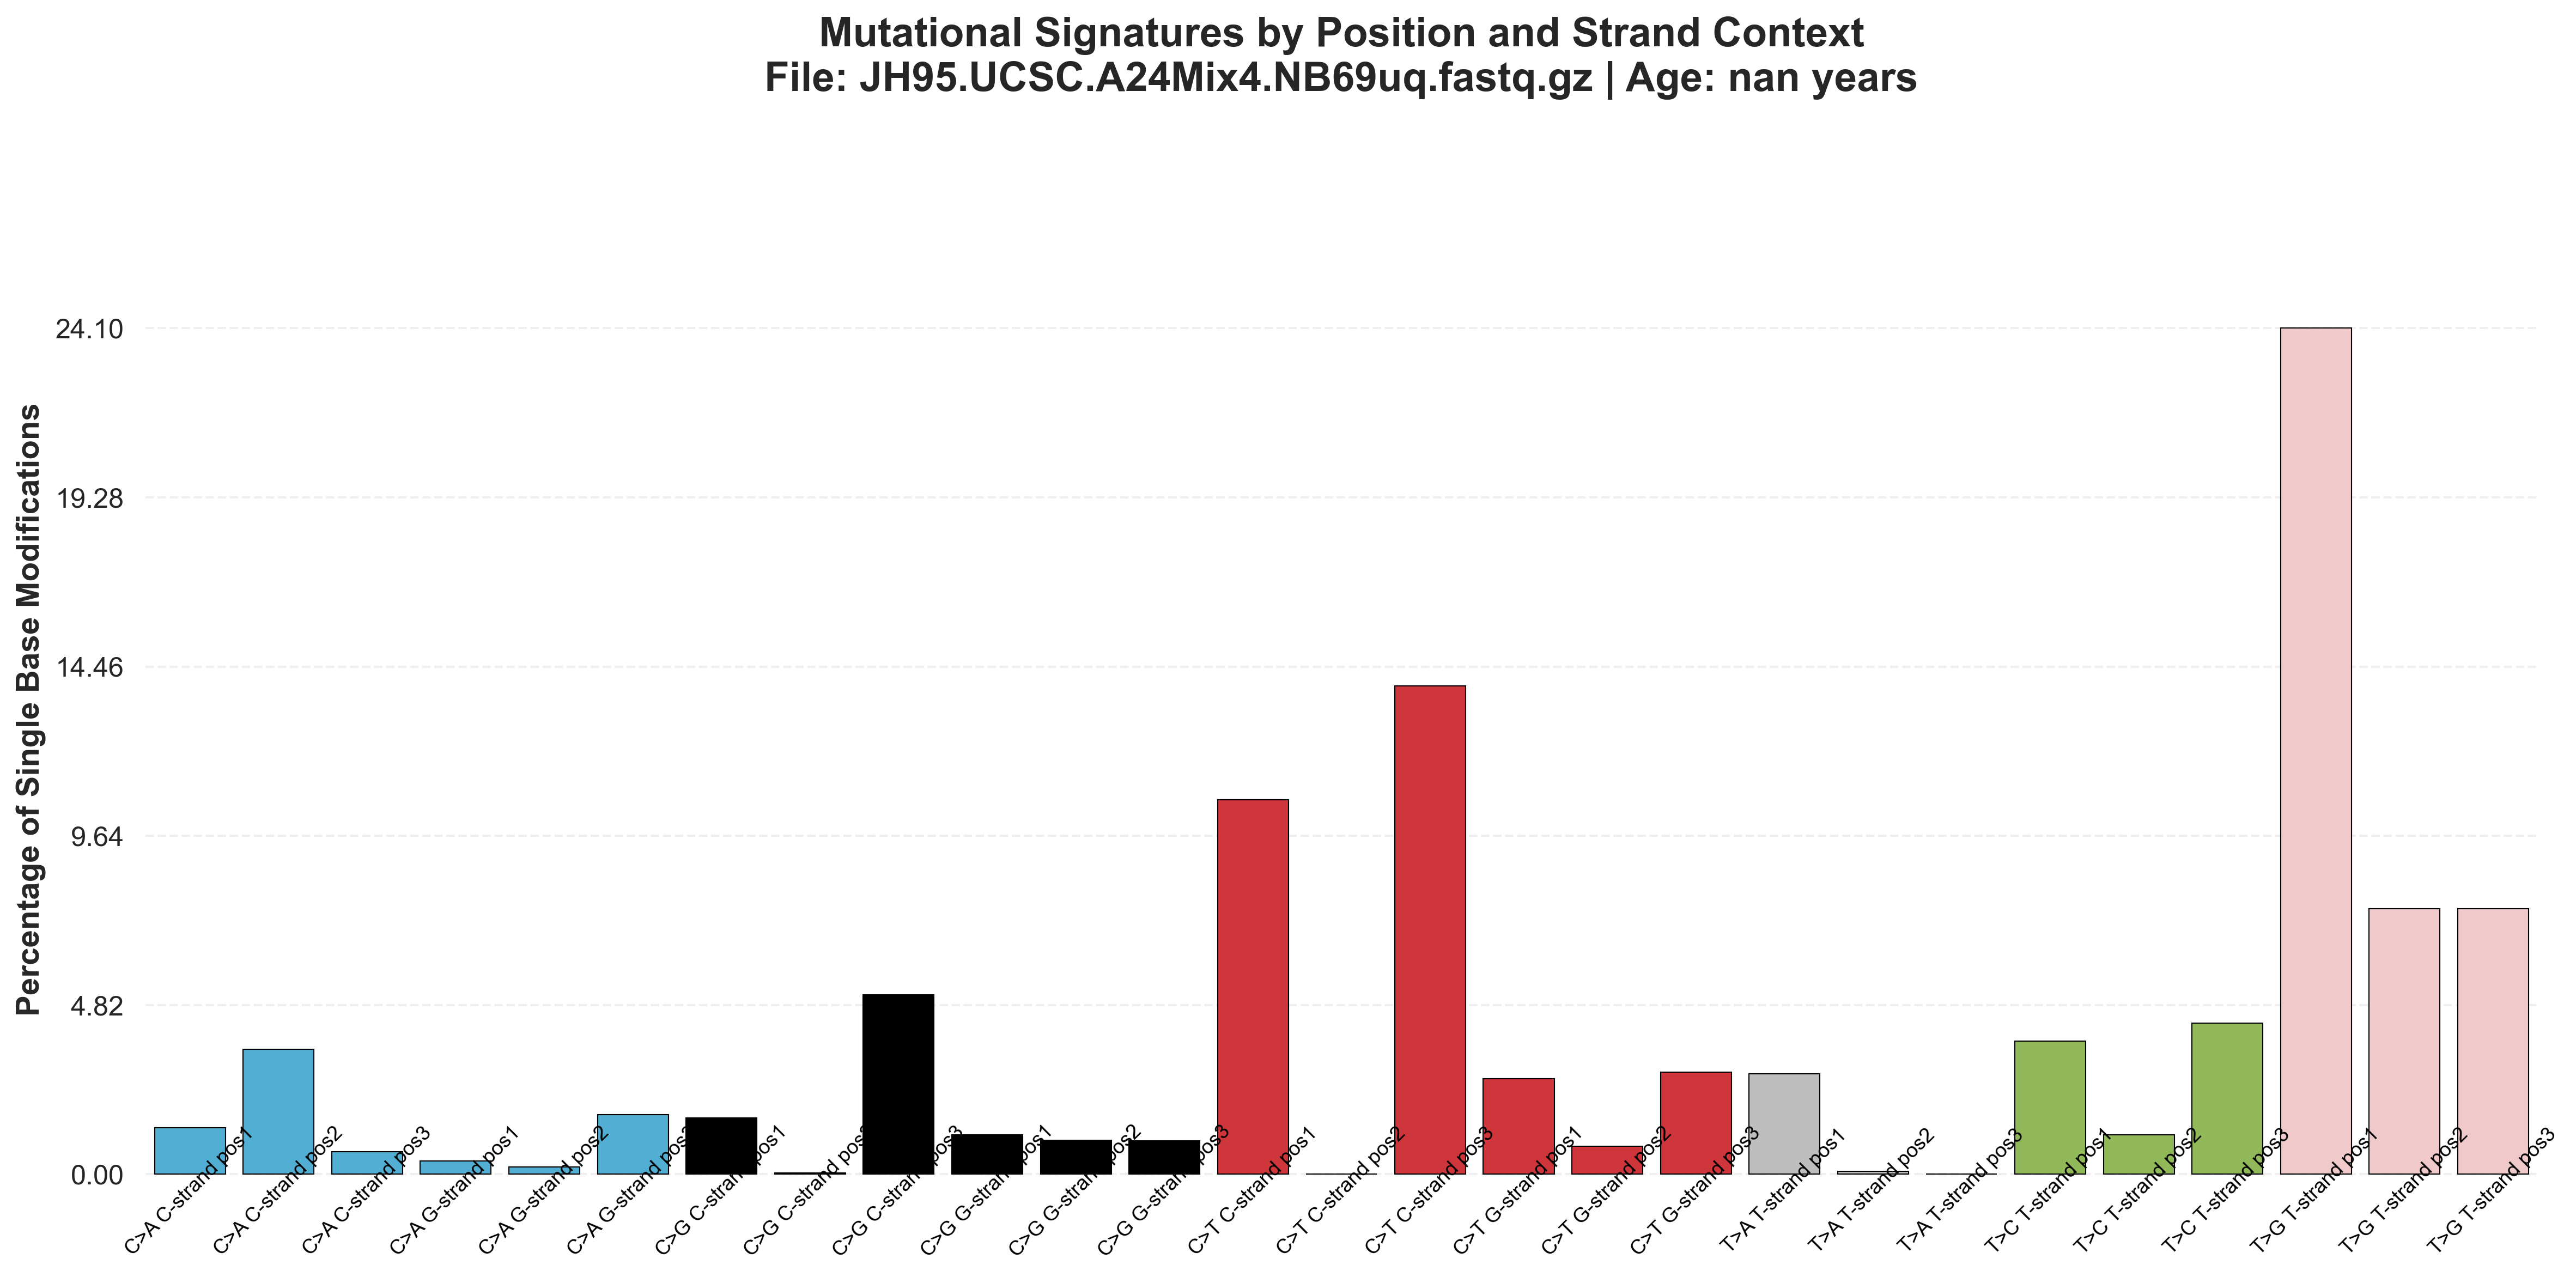 Mutational Signatures by Position and Strand Context
File: JH95.UCSC.A24Mix4.NB69uq.fastq.gz | Age: nan years
Percentage of Single Base Modifications
24.10
19.28
14.46
9.64
4.82
0.00
C>A C-strand pos1
C>A C-strand pos2
C>A C-strand pos3
C>A G-strand pos1
C>A G-strand pos2
C>A G-strand pos3
C>G C-strand pos1
C>G C-strand pos2
C>G C-strand pos3
C>G G-strand pos1
C>G G-strand pos2
C>G G-strand pos3
C>T C-strand pos1
C>T C-strand pos2
C>T C-strand pos3
C>T G-strand pos1
C>T G-strand pos2
C>T G-strand pos3
T>A T-strand pos1
T>A T-strand pos2
T>A T-strand pos3
T>C T-strand pos1
T>C T-strand pos2
T>C T-strand pos3
T>G T-strand pos1
T>G T-strand pos2
T>G T-strand pos3